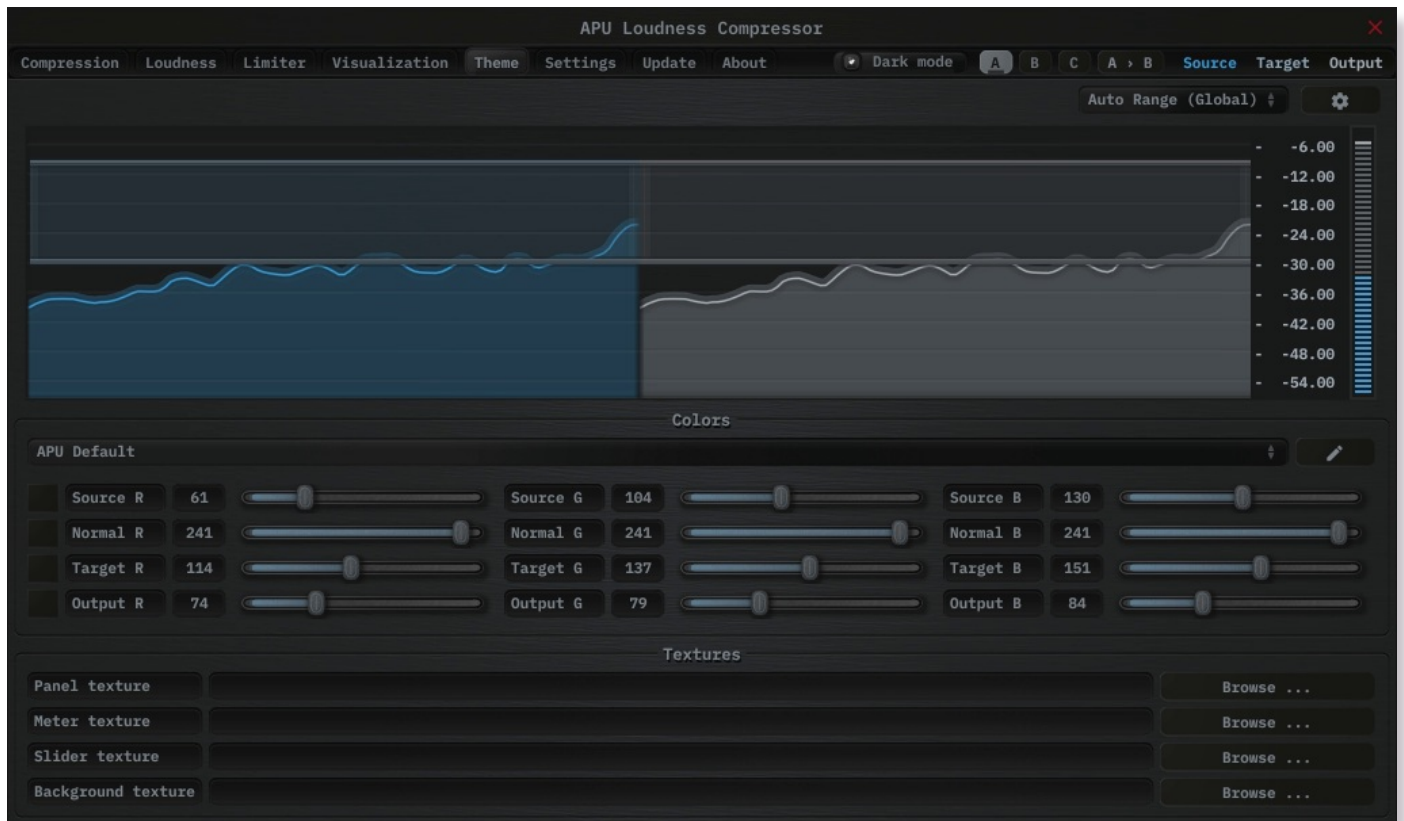 APU Loudness Compressor
Compression Loudness Limiter Visualization Theme Settings Update About Dark mode A B C A › B Source Target Output
Auto Range (Global)
- -6.00
- -12.00
- -18.00
- -24.00
- -30.00
- -36.00
- -42.00
- -48.00
- -54.00
Colors
APU Default
Source R 61 Source G 104 Source B 130
Normal R 241 Normal G 241 Normal B 241
Target R 114 Target G 137 Target B 151
Output R 74 Output G 79 Output B 84
Textures
Panel texture Browse ...
Meter texture Browse ...
Slider texture Browse ...
Background texture Browse ...